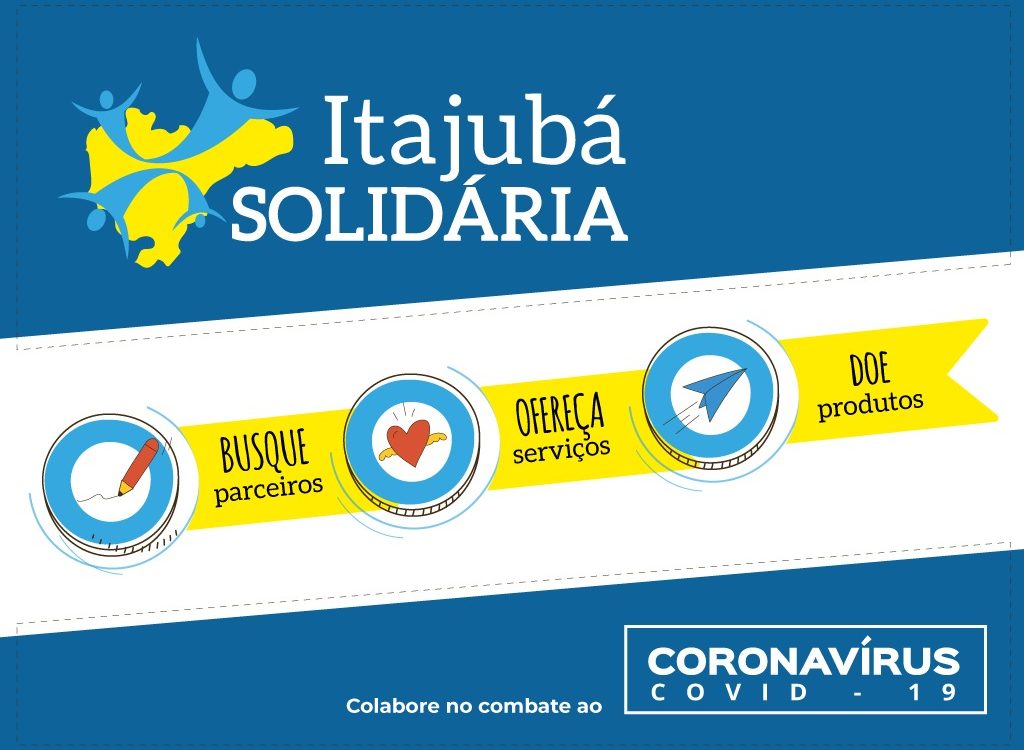 Itajubá
SOLIDÁRIA
BUSQUE
parceiros
OFEREÇA
serviços
DOE
produtos
Colabore no combate ao
CORONAVÍRUS
COVID - 19